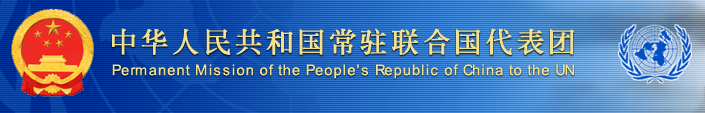 中华人民共和国常驻联合国代表团
Permanent Mission of the People's Republic of China to the UN